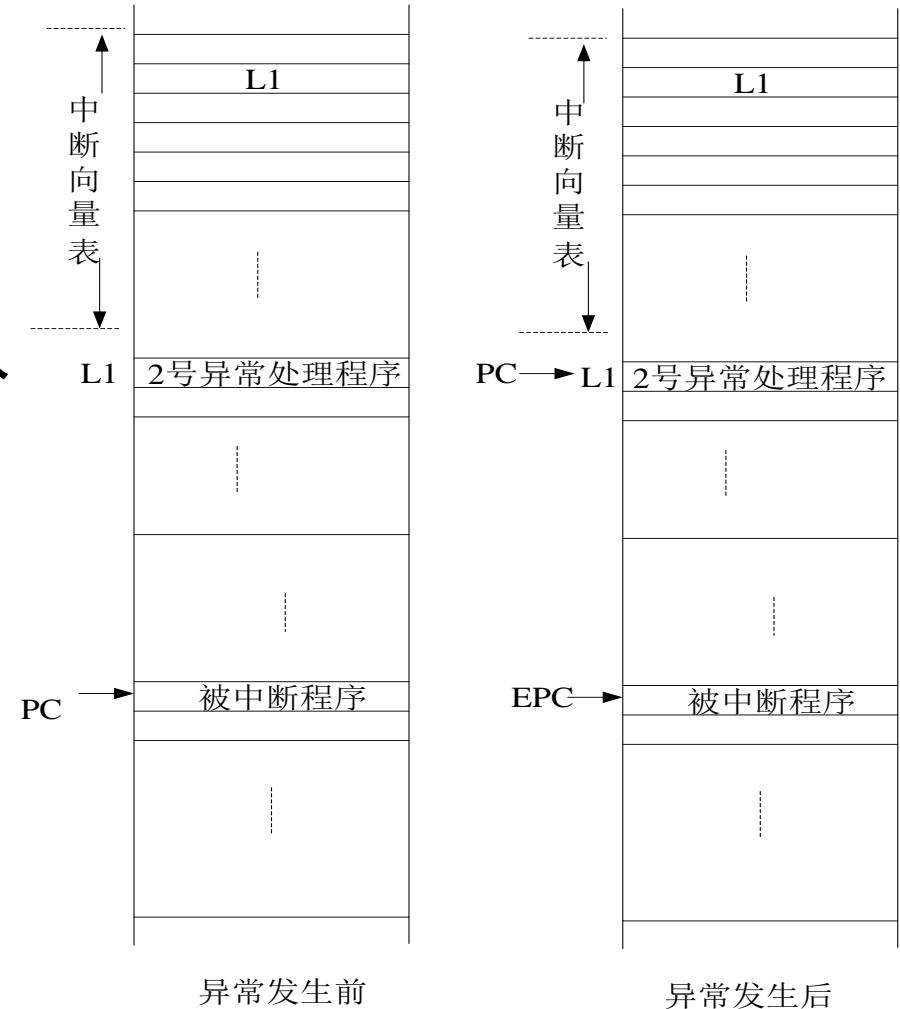 L1
中断向量表
L1
2号异常处理程序
PC
被中断程序
异常发生前
L1
中断向量表
PC
L1
2号异常处理程序
EPC
被中断程序
异常发生后